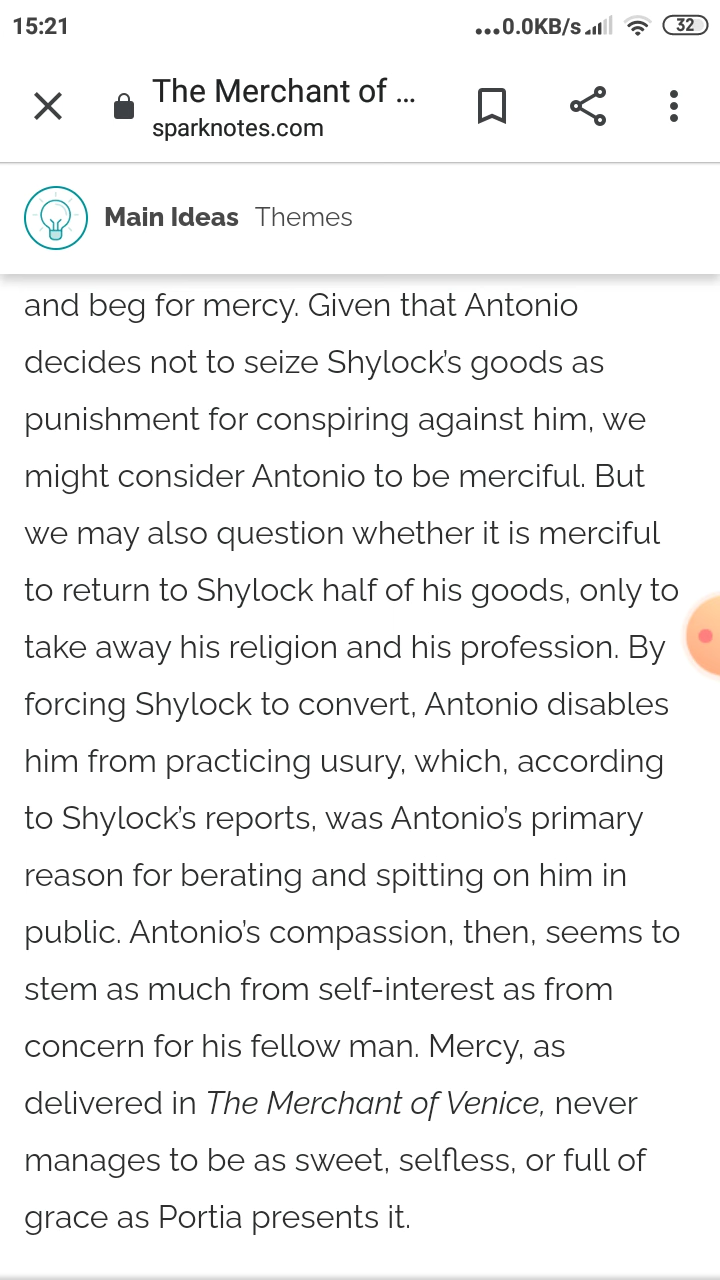 15:21
...0.0KB/s
32
The Merchant of ...
sparknotes.com
Main Ideas Themes
and beg for mercy. Given that Antonio
decides not to seize Shylock’s goods as
punishment for conspiring against him, we
might consider Antonio to be merciful. But
we may also question whether it is merciful
to return to Shylock half of his goods, only to
take away his religion and his profession. By
forcing Shylock to convert, Antonio disables
him from practicing usury, which, according
to Shylock’s reports, was Antonio’s primary
reason for berating and spitting on him in
public. Antonio’s compassion, then, seems to
stem as much from self-interest as from
concern for his fellow man. Mercy, as
delivered in The Merchant of Venice, never
manages to be as sweet, selfless, or full of
grace as Portia presents it.